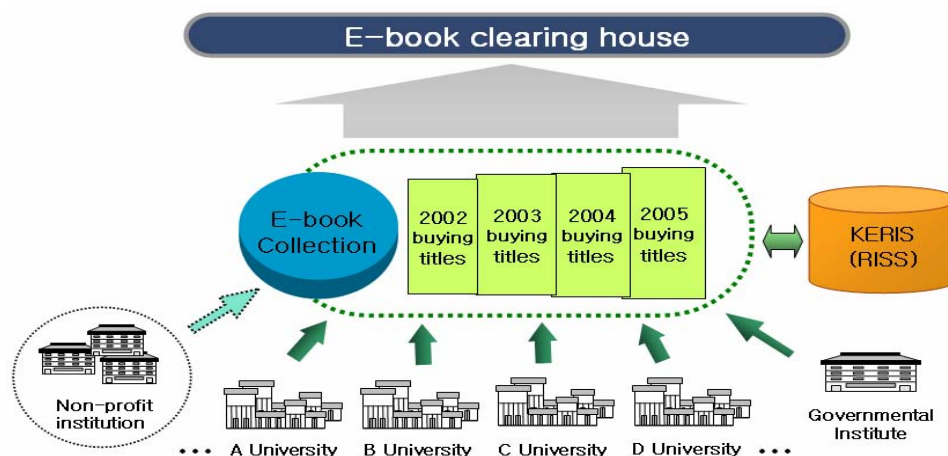 E-book clearing house
E-book
Collection
2002
buying
titles
2003
buying
titles
2004
buying
titles
2005
buying
titles
KERIS
(RISS)
Non-profit
institution
Governmental
Institute
••• A University B University C University D University •••